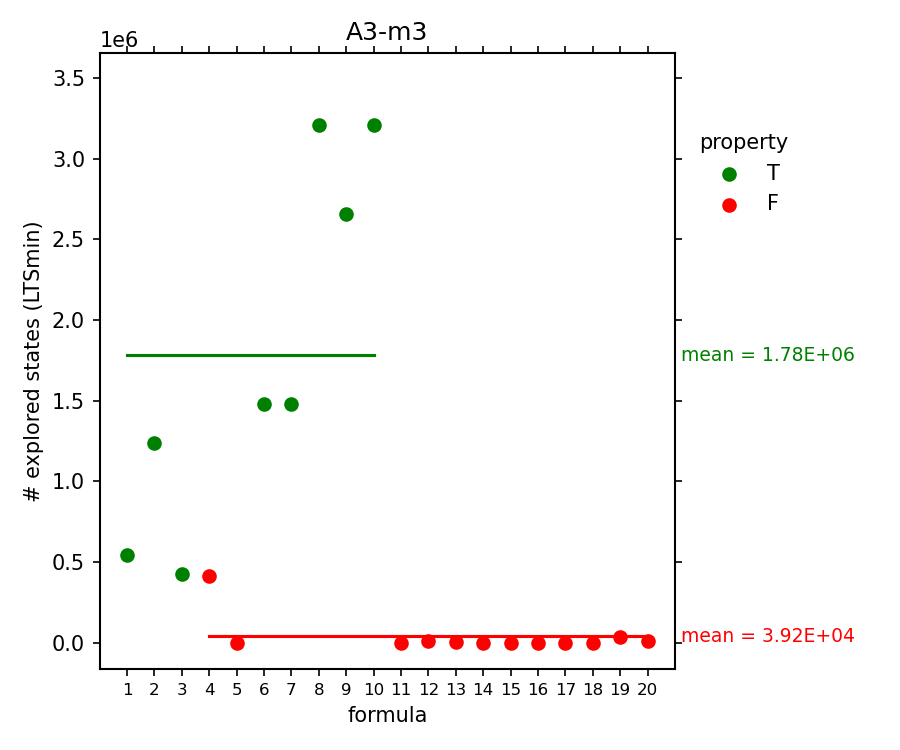 A3-m3
1e6
3.5
3.0
2.5
2.0
1.5
1.0
0.5
0.0
# explored states (LTSmin)
1 2 3 4 5 6 7 8 9 10 11 12 13 14 15 16 17 18 19 20
formula
property
T
F
mean = 1.78E+06
mean = 3.92E+04